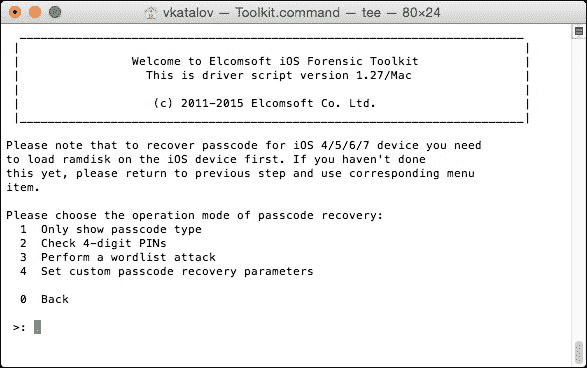 vkatalov — Toolkit.command — tee — 80×24
Welcome to Elcomsoft iOS Forensic Toolkit
This is driver script version 1.27/Mac
(c) 2011-2015 Elcomsoft Co. Ltd.
Please note that to recover passcode for iOS 4/5/6/7 device you need
to load ramdisk on the iOS device first. If you haven't done
this yet, please return to previous step and use corresponding menu
item.
Please choose the operation mode of passcode recovery:
1 Only show passcode type
2 Check 4-digit PINs
3 Perform a wordlist attack
4 Set custom passcode recovery parameters
0 Back
>: